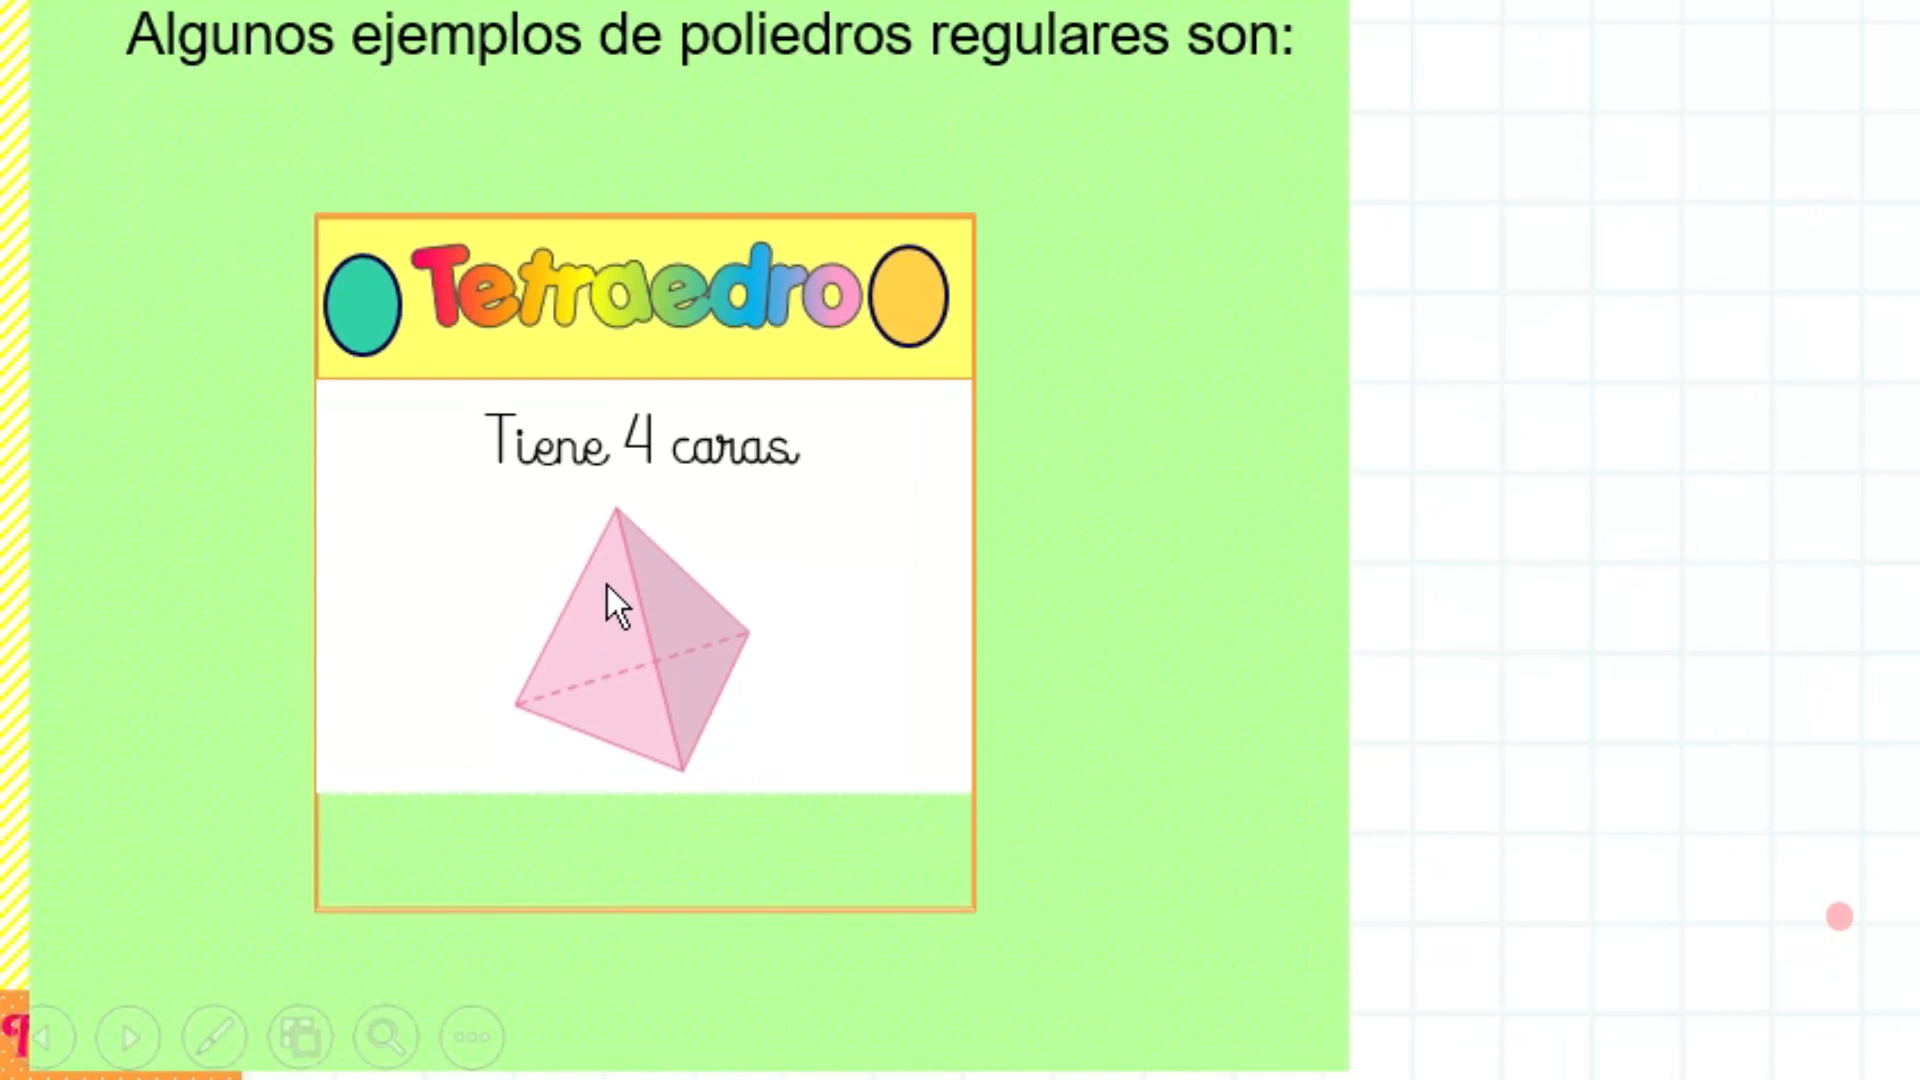 Algunos ejemplos de poliedros regulares son:
Tetraedro
Tiene 4 caras.